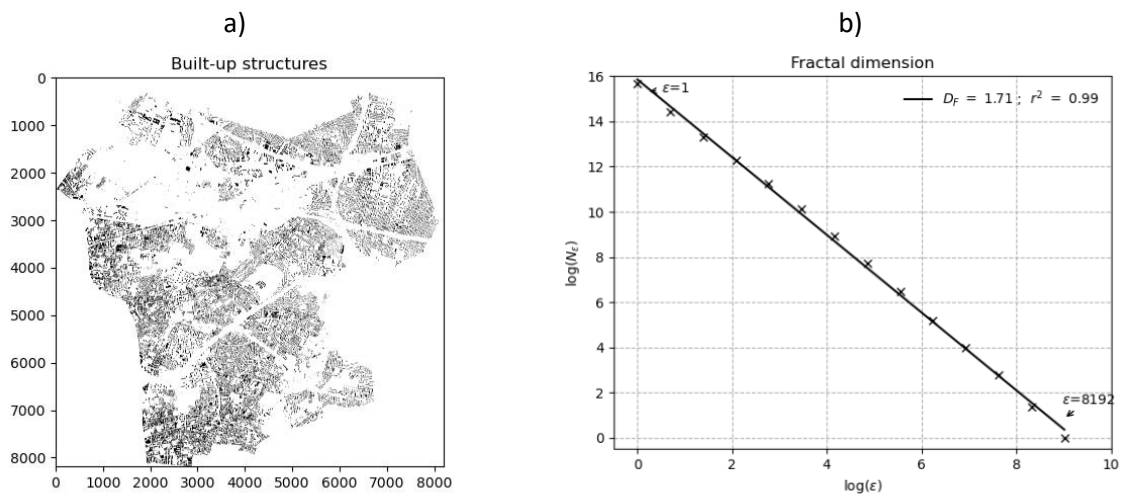 a)
Built-up structures
0
1000
2000
3000
4000
5000
6000
7000
8000
0 1000 2000 3000 4000 5000 6000 7000 8000
b)
Fractal dimension
16
14
12
10
8
6
4
2
0
log(Nε)
ε=1
D_F = 1.71 ; r² = 0.99
ε=8192
0 2 4 6 8 10
log(ε)